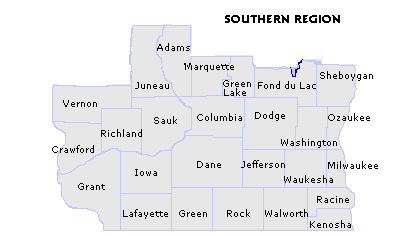 SOUTHERN REGION
Adams
Marquette
Juneau
Green
Lake
Fond du Lac
Sheboygan
Vernon
Richland
Sauk
Columbia
Dodge
Ozaukee
Crawford
Washington
Grant
Iowa
Dane
Jefferson
Waukesha
Milwaukee
Lafayette
Green
Rock
Walworth
Racine
Kenosha